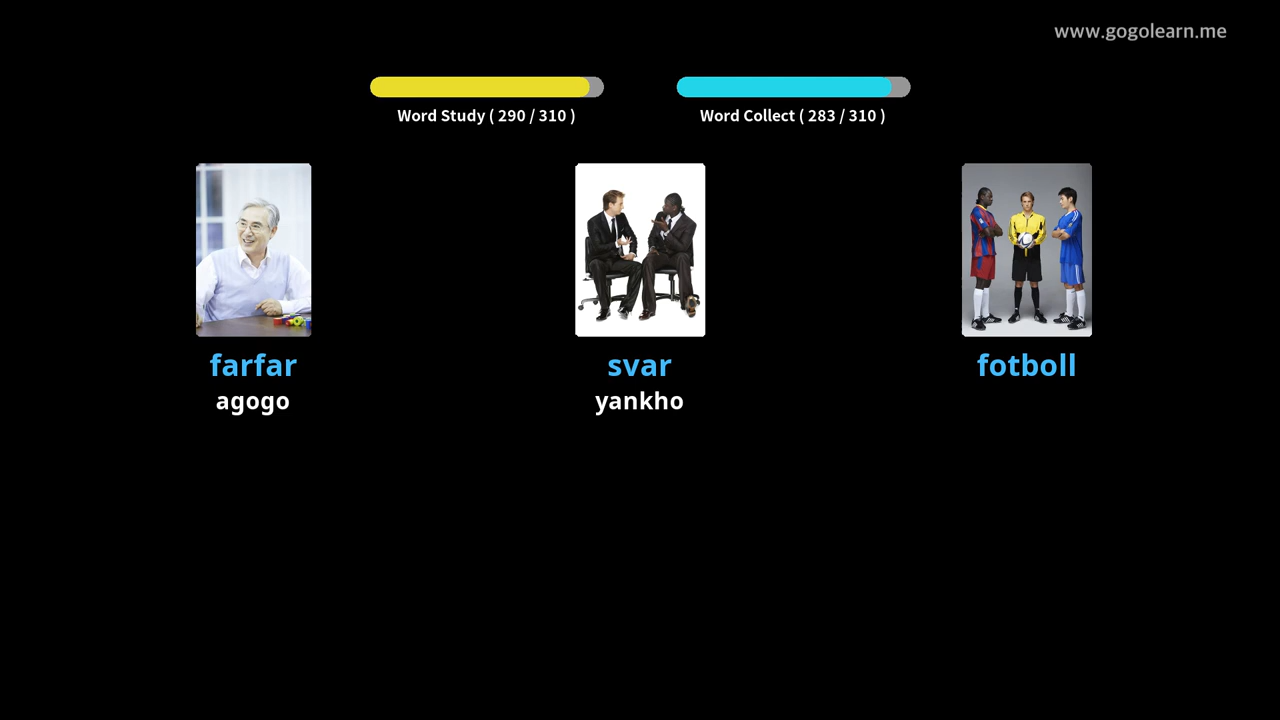 www.gogolearn.me
Word Study ( 290 / 310 )
Word Collect ( 283 / 310 )
farfar
agogo
svar
yankho
fotboll